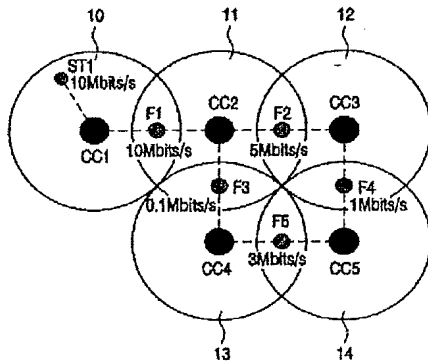 10
11
12
ST1
10Mbits/s
F1
CC2
F2
CC3
CC1
10Mbits/s
5Mbits/s
F3
F4
0.1Mbits/s
1Mbits/s
F5
CC4
3Mbits/s
CC5
13
14